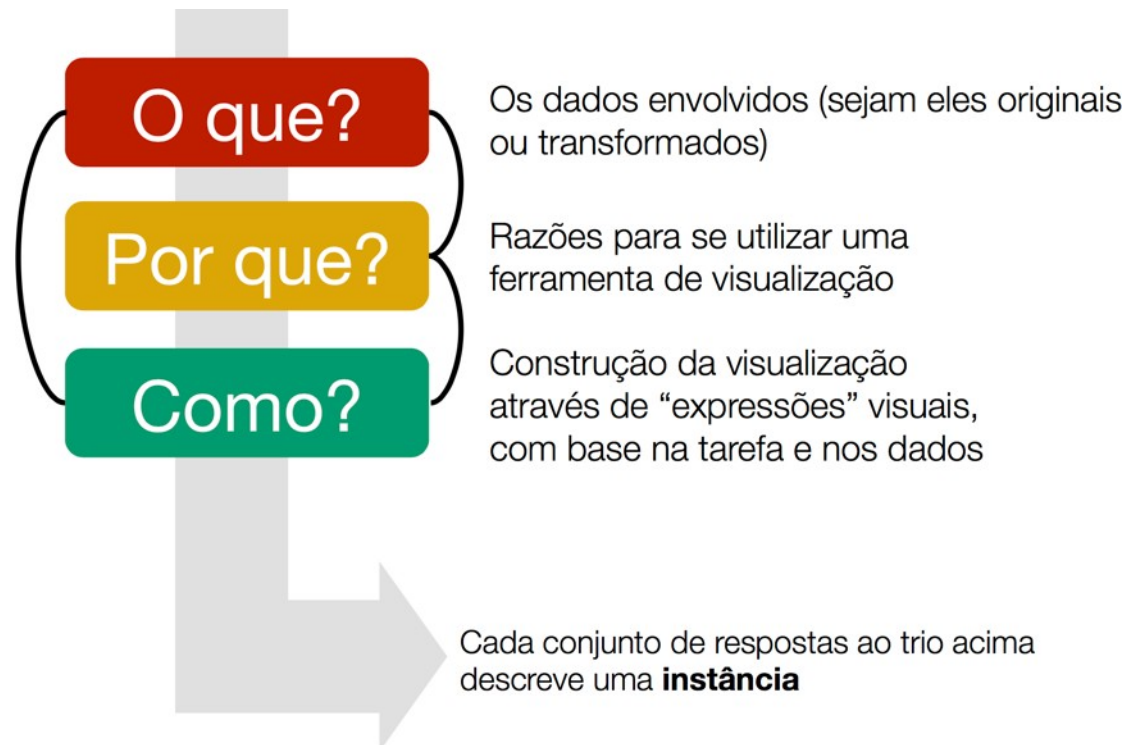 O que?
Os dados envolvidos (sejam eles originais
ou transformados)
Por que?
Razões para se utilizar uma
ferramenta de visualização
Como?
Construção da visualização
através de “expressões” visuais,
com base na tarefa e nos dados
Cada conjunto de respostas ao trio acima
descreve uma instância